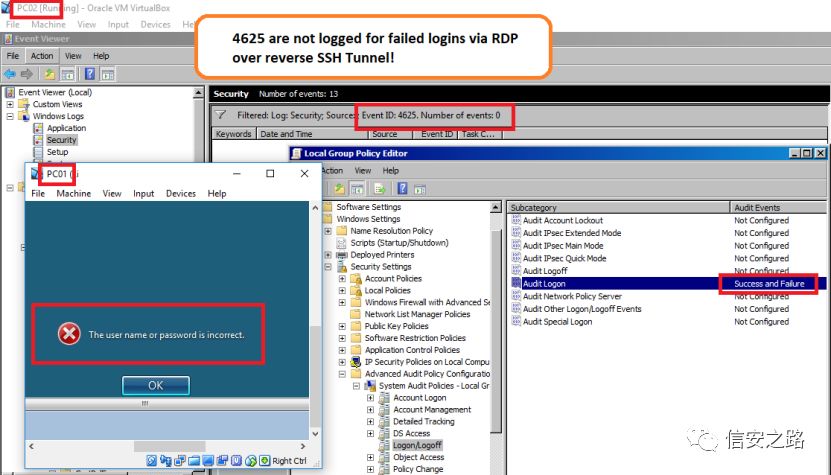 PC02 [Running] - Oracle VM VirtualBox
File Machine View Input Devices
Event Viewer
File Action View Help
4625 are not logged for failed logins via RDP
over reverse SSH Tunnel!
Event Viewer (Local)
Custom Views
Windows Logs
Application
Security
Setup
Security Number of events: 13
Filtered: Log: Security; Source: Event ID: 4625. Number of events: 0
Keywords Date and Time Source Event ID Task C...
PC01
File Machine View Input Devices Help
The user name or password is incorrect.
OK
Right Ctrl
Local Group Policy Editor
Action View Help
Software Settings
Windows Settings
Name Resolution Policy
Scripts (Startup/Shutdown)
Deployed Printers
Security Settings
Account Policies
Local Policies
Windows Firewall with Advanced Se
Network List Manager Policies
Public Key Policies
Software Restriction Policies
Application Control Policies
IP Security Policies on Local Compu
Advanced Audit Policy Configuratio
System Audit Policies - Local Gr
Account Logon
Account Management
Detailed Tracking
DS Access
Logon/Logoff
Object Access
Policy Change
Subcategory Audit Events
Audit Account Lockout Not Configured
Audit IPsec Extended Mode Not Configured
Audit IPsec Main Mode Not Configured
Audit IPsec Quick Mode Not Configured
Audit Logoff Not Configured
Audit Logon Success and Failure
Audit Network Policy Server Not Configured
Audit Other Logon/Logoff Events Not Configured
Audit Special Logon Not Configured
信安之路